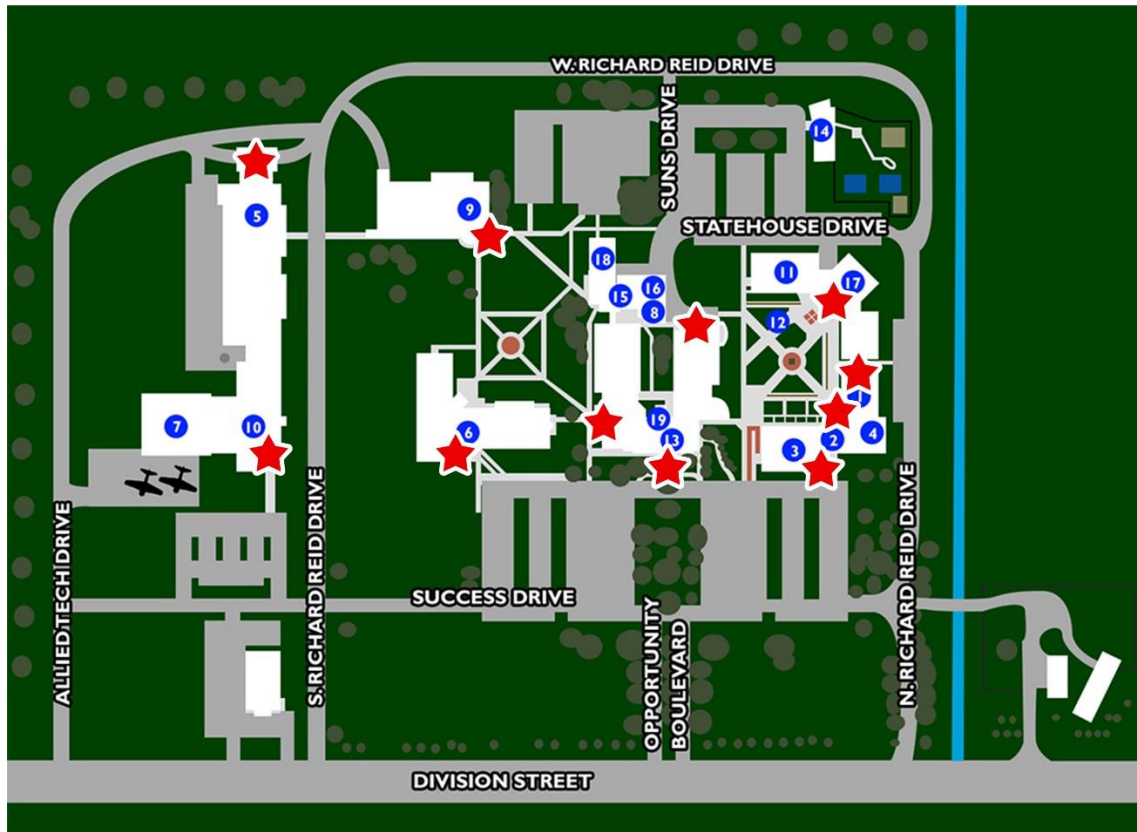 W. RICHARD REID DRIVE
SUNS DRIVE
14
5
9
STATEHOUSE DRIVE
18
11
17
16
15
8
12
1
19
6
7
10
13
2
4
3
ALLIED TECH DRIVE
S. RICHARD REID DRIVE
SUCCESS DRIVE
OPPORTUNITY
BOULEVARD
N. RICHARD REID DRIVE
DIVISION STREET